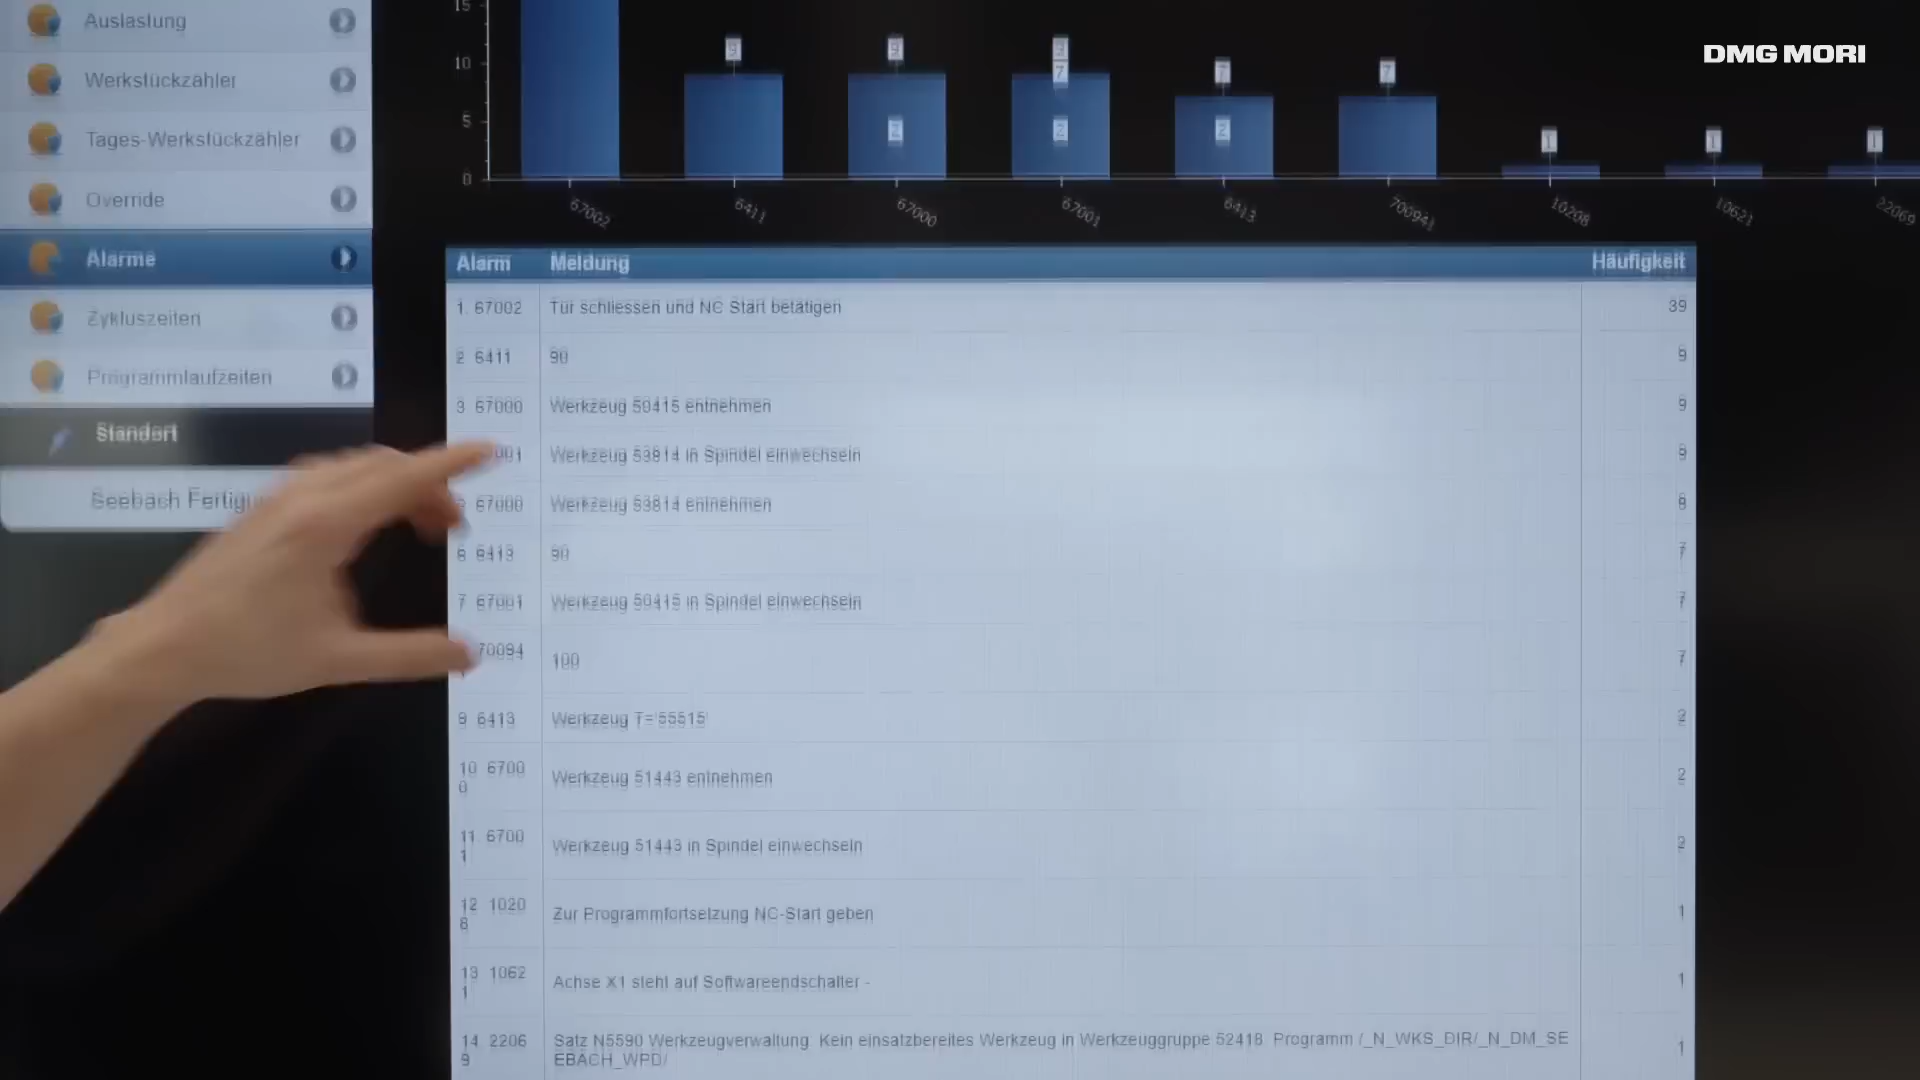 DMG MORI
Auslastung
Werkstückzähler
Tages-Werkstückzähler
Override
Alarme
Zykluszeiten
Programmlaufzeiten
Standort
Seebach Fertigu
15
10
5
0
9
9
7
2
2
7
2
7
1
1
1
67002
6411
67000
67001
6413
700941
10208
10621
22069
Alarm Meldung Häufigkeit
1 67002 Tür schliessen und NC Start betätigen 39
2 6411 90 9
3 67000 Werkzeug 50415 entnehmen 9
001 Werkzeug 53814 in Spindel einwechseln 9
67000 Werkzeug 53814 entnehmen
6 6413 90 7
7 67001 Werkzeug 50415 in Spindel einwechseln 7
70094 100 7
9 6413 Werkzeug T='55515' 2
10 6700 Werkzeug 51443 entnehmen 2
0
11 6700 Werkzeug 51443 in Spindel einwechseln 2
1
12 1020 Zur Programmfortsetzung NC-Start geben 1
8
13 1062 Achse X1 steht auf Softwareendschalter - 1
1
14 2206 Satz N5590 Werkzeugverwaltung: Kein einsatzbereites Werkzeug in Werkzeuggruppe 52418. Programm /_N_WKS_DIR/_N_DM_SE 1
9 EBACH_WPD/